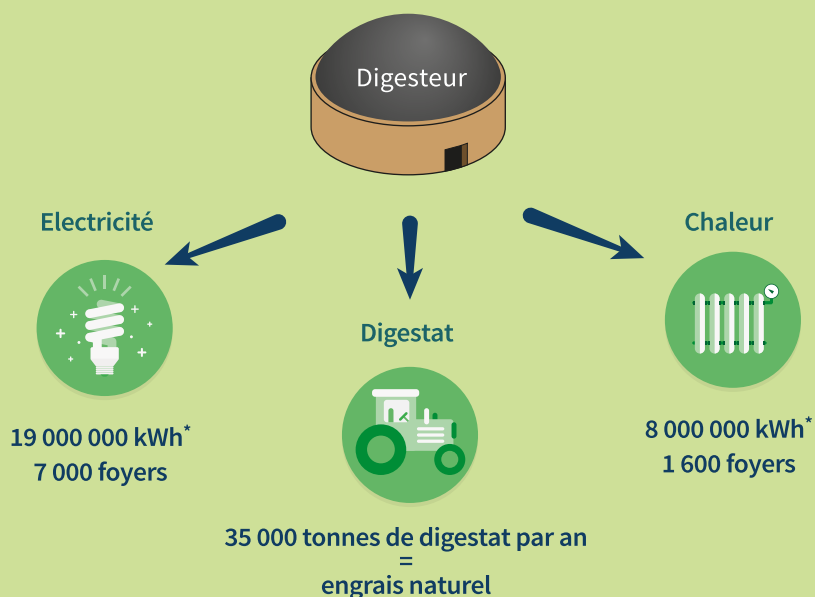 Digesteur
Electricité
19 000 000 kWh*
7 000 foyers
Digestat
35 000 tonnes de digestat par an
=
engrais naturel
Chaleur
8 000 000 kWh*
1 600 foyers